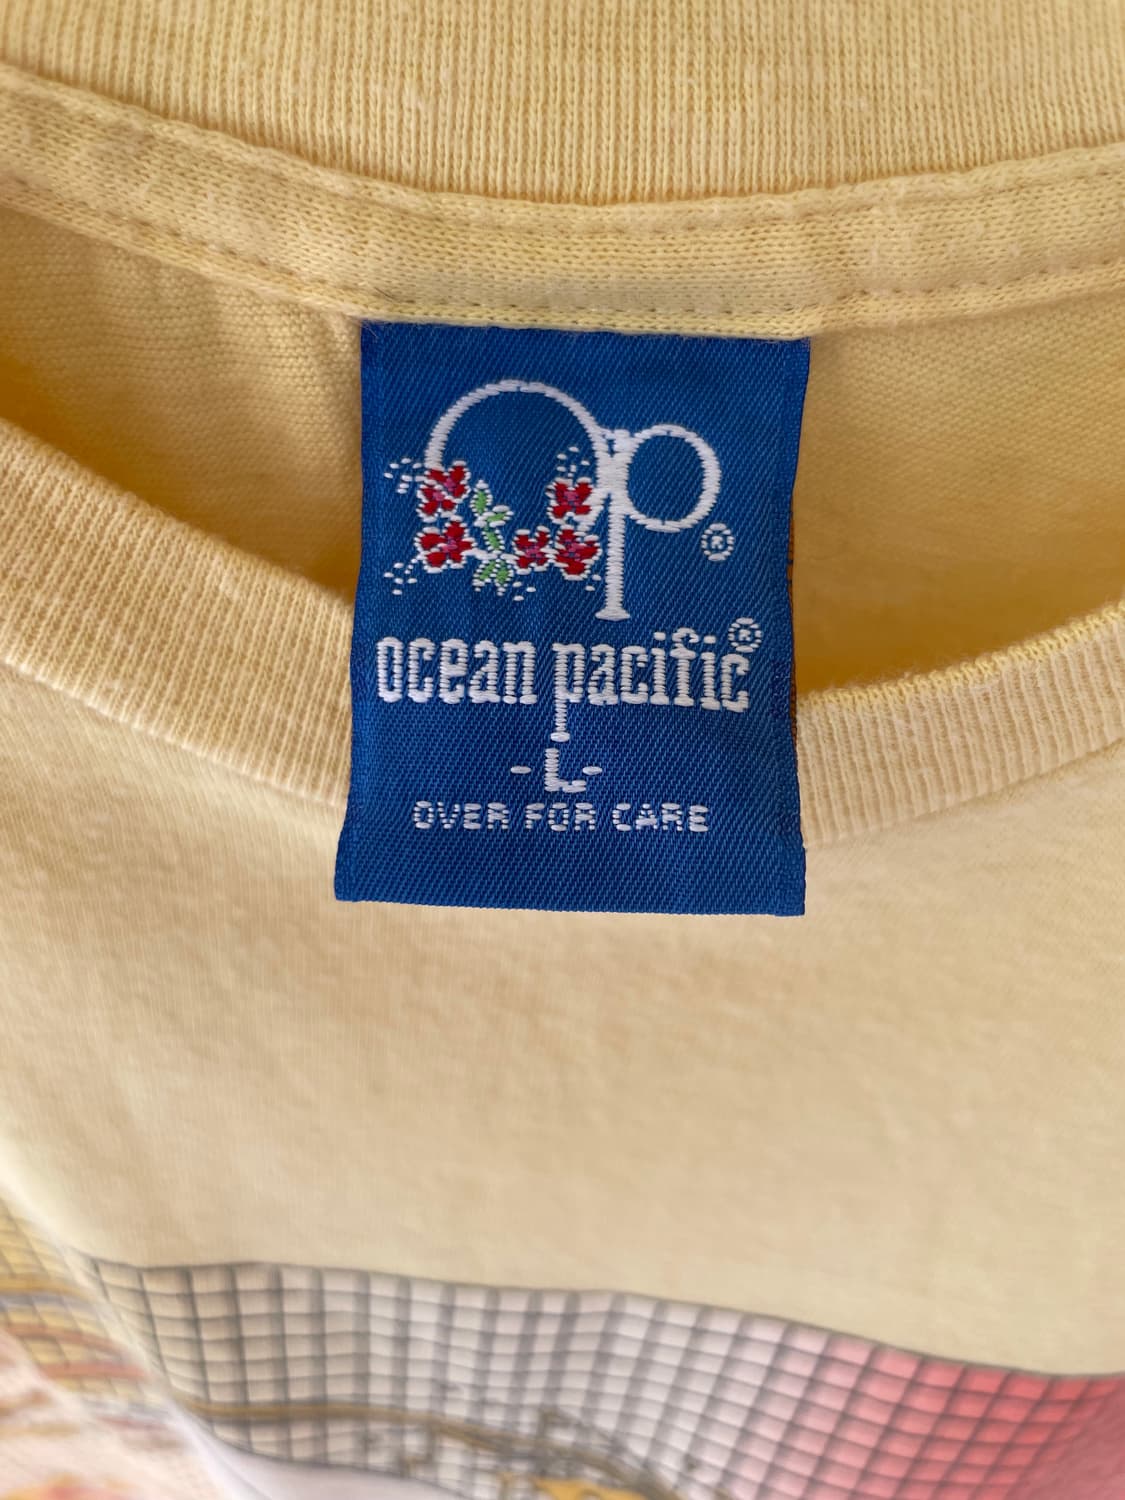 op®
ocean pacific®
-L-
OVER FOR CARE